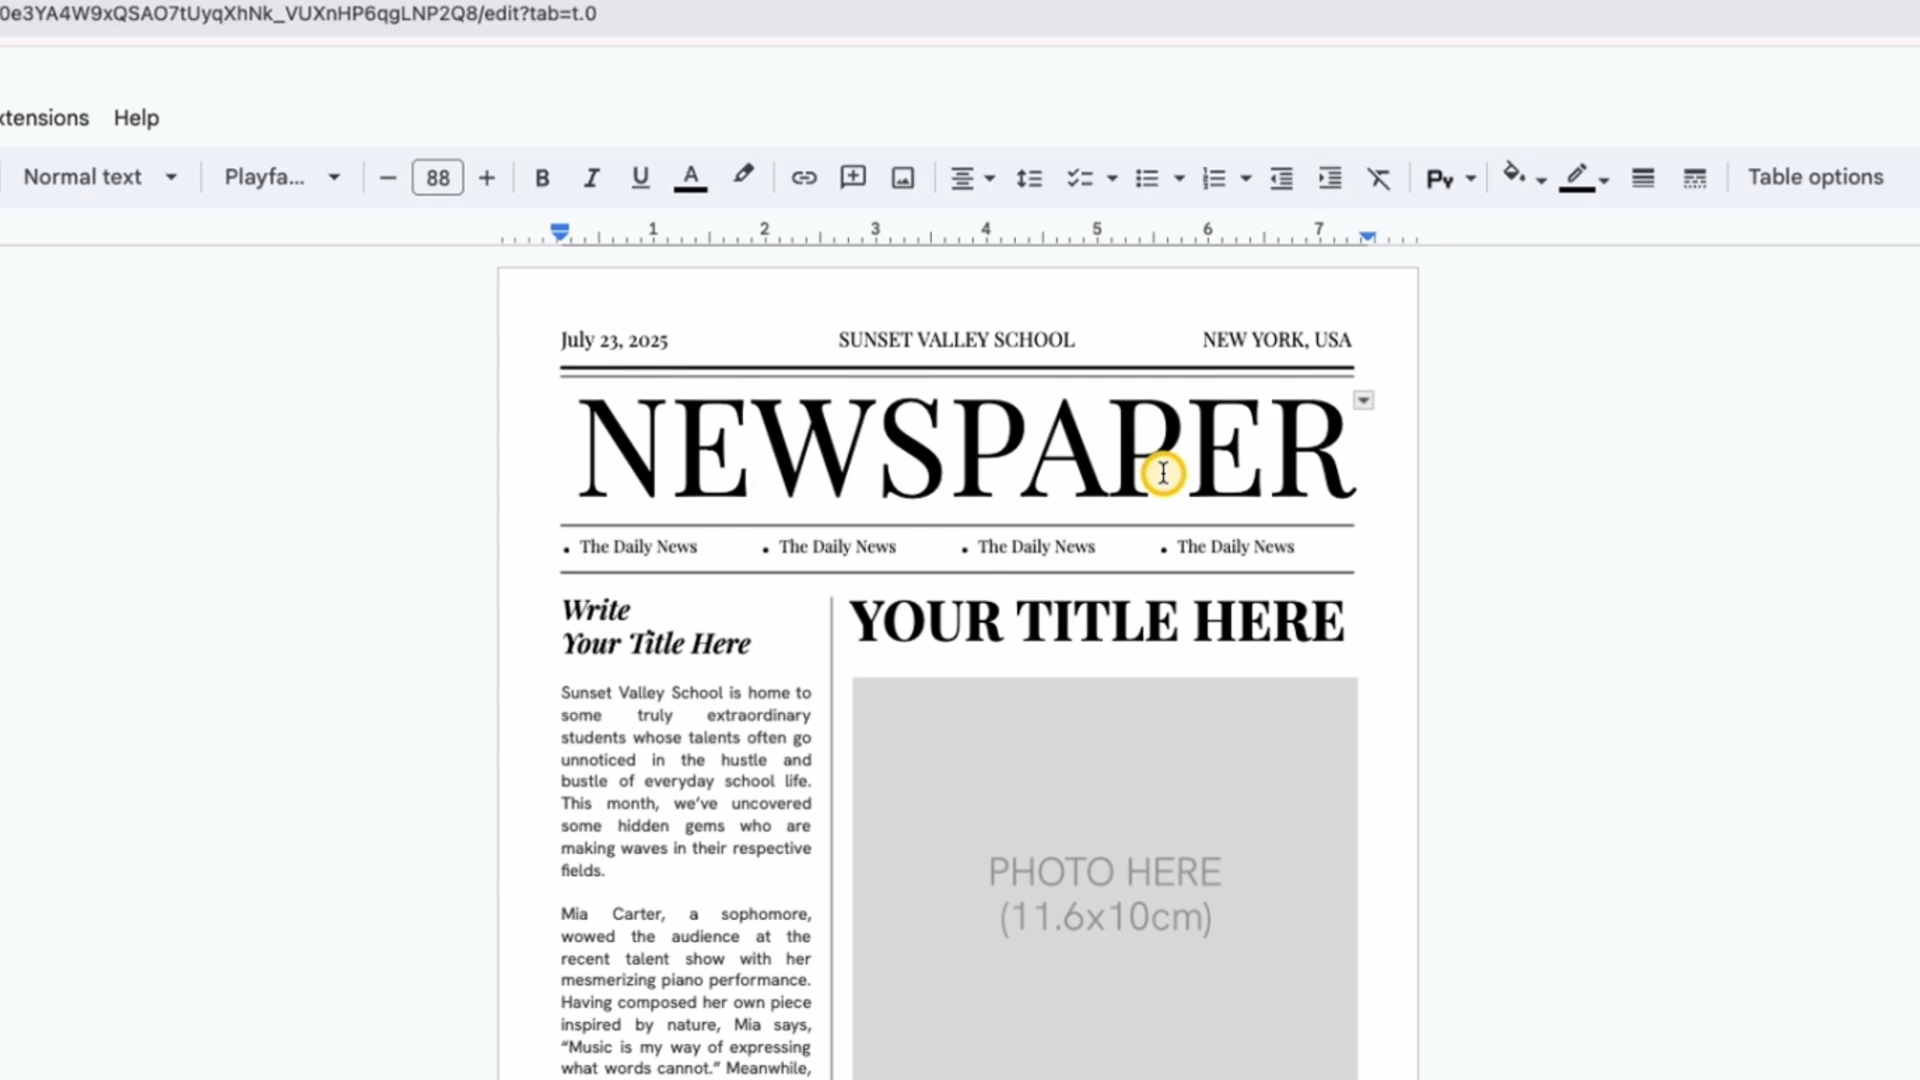 0e3YA4W9xQSAO7tUyqXhNk_VUXnHP6qgLNP2Q8/edit?tab=t.0
xtensions Help
Normal text Playfa... 88 Table options
1 2 3 4 5 6 7
July 23, 2025 SUNSET VALLEY SCHOOL NEW YORK, USA
NEWSPAPER
• The Daily News • The Daily News • The Daily News • The Daily News
Write
Your Title Here
Sunset Valley School is home to
some truly extraordinary
students whose talents often go
unnoticed in the hustle and
bustle of everyday school life.
This month, we've uncovered
some hidden gems who are
making waves in their respective
fields.
Mia Carter, a sophomore,
wowed the audience at the
recent talent show with her
mesmerizing piano performance.
Having composed her own piece
inspired by nature, Mia says,
“Music is my way of expressing
what words cannot.” Meanwhile,
YOUR TITLE HERE
PHOTO HERE
(11.6x10cm)